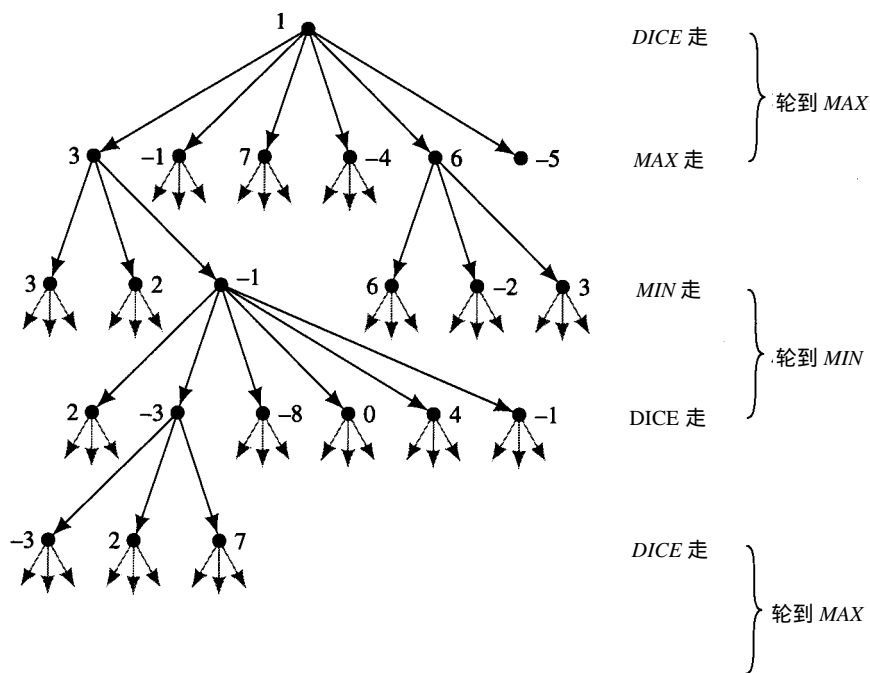 1
DICE 走
轮到 MAX
3 –1 7 –4 6 –5
MAX 走
3 2 –1 6 –2 3
MIN 走
轮到 MIN
2 –3 –8 0 4 –1
DICE 走
–3 2 7
DICE 走
轮到 MAX